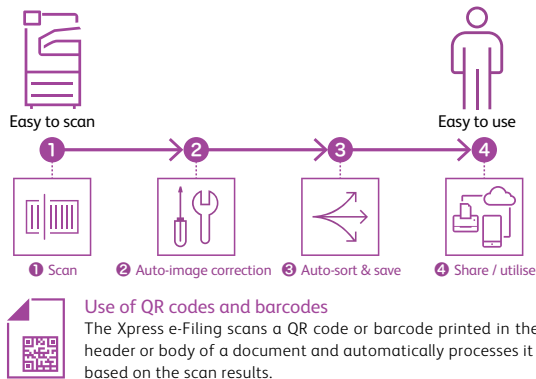 Easy to scan
Easy to use
1 2 3 4
❶ Scan
❷ Auto-image correction
❸ Auto-sort & save
❹ Share / utilise
Use of QR codes and barcodes
The Xpress e-Filing scans a QR code or barcode printed in the
header or body of a document and automatically processes it
based on the scan results.